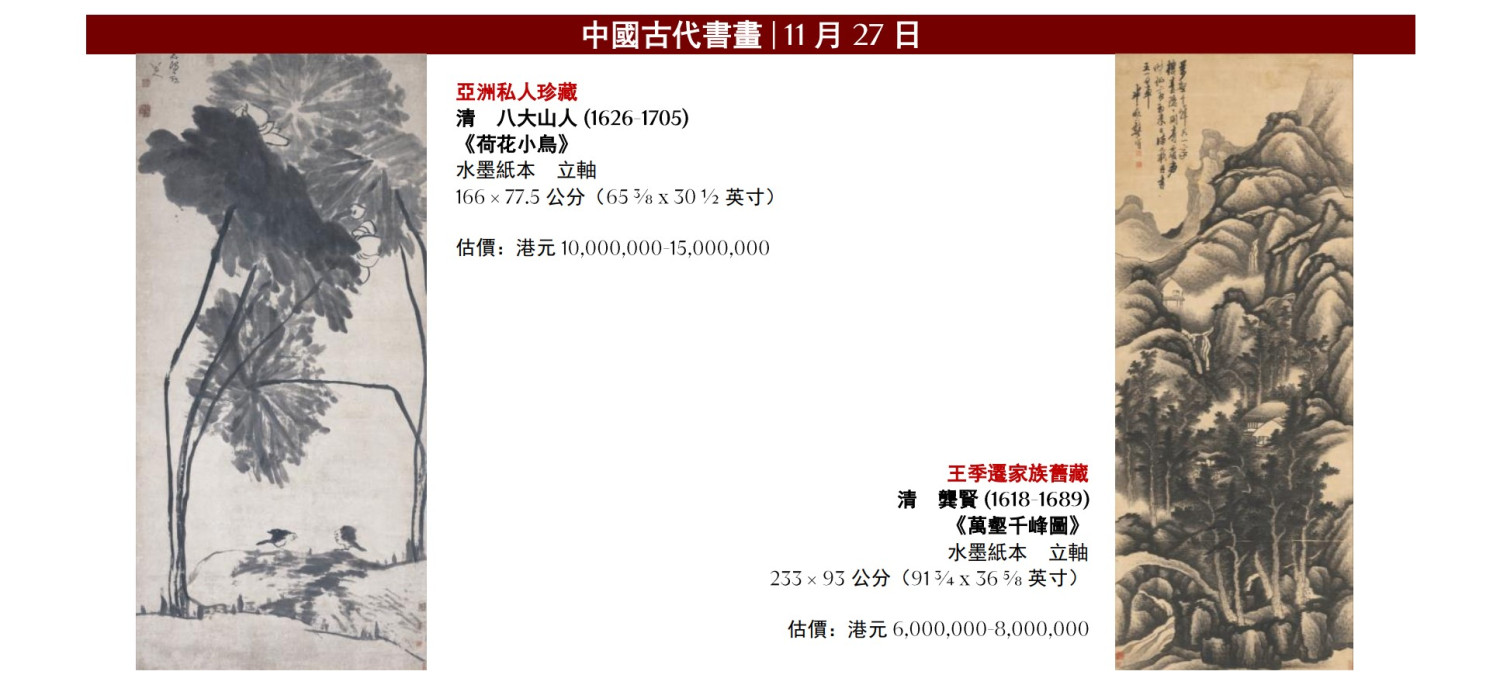 中國古代書畫 | 11 月 27 日
亞洲私人珍藏
清　八大山人 (1626-1705)
《荷花小鳥》
水墨紙本　立軸
166 × 77.5 公分（65 ⅜ x 30 ½ 英寸）
估價：港元 10,000,000-15,000,000
王季遷家族舊藏
清　龔賢 (1618-1689)
《萬壑千峰圖》
水墨紙本　立軸
233 × 93 公分（91 ¾ x 36 ⅝ 英寸）
估價：港元 6,000,000-8,000,000